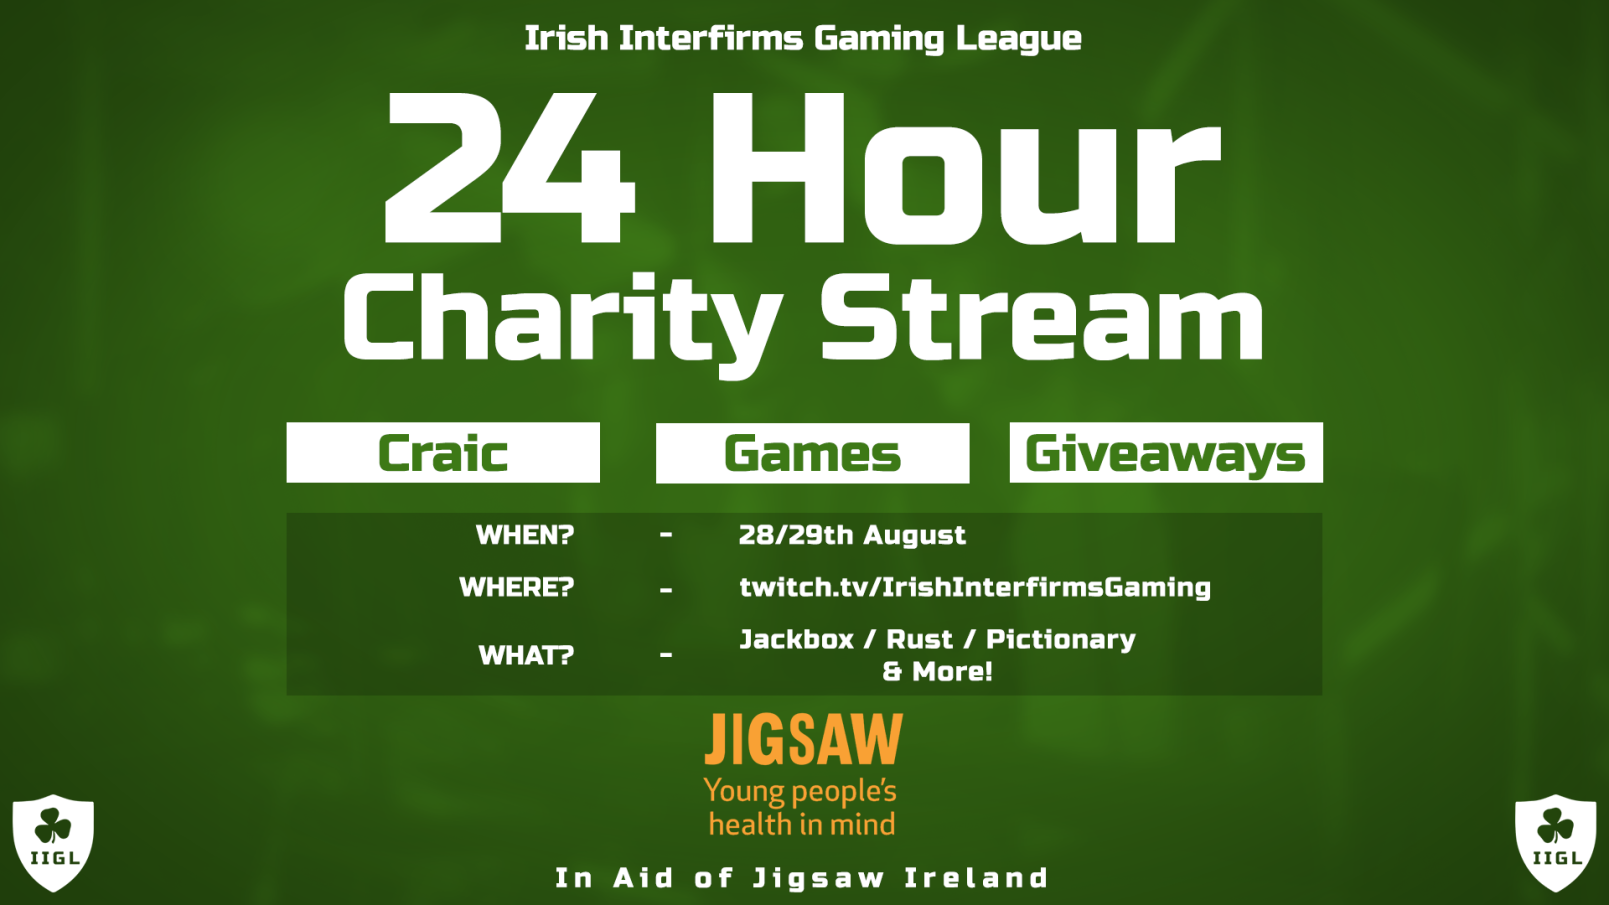 Irish Interfirms Gaming League
24 Hour
Charity Stream
Craic Games Giveaways
WHEN? - 28/29th August
WHERE? - twitch.tv/IrishInterfirmsGaming
WHAT? - Jackbox / Rust / Pictionary
& More!
JIGSAW
Young people's
health in mind
IIGL
IIGL
In Aid of Jigsaw Ireland